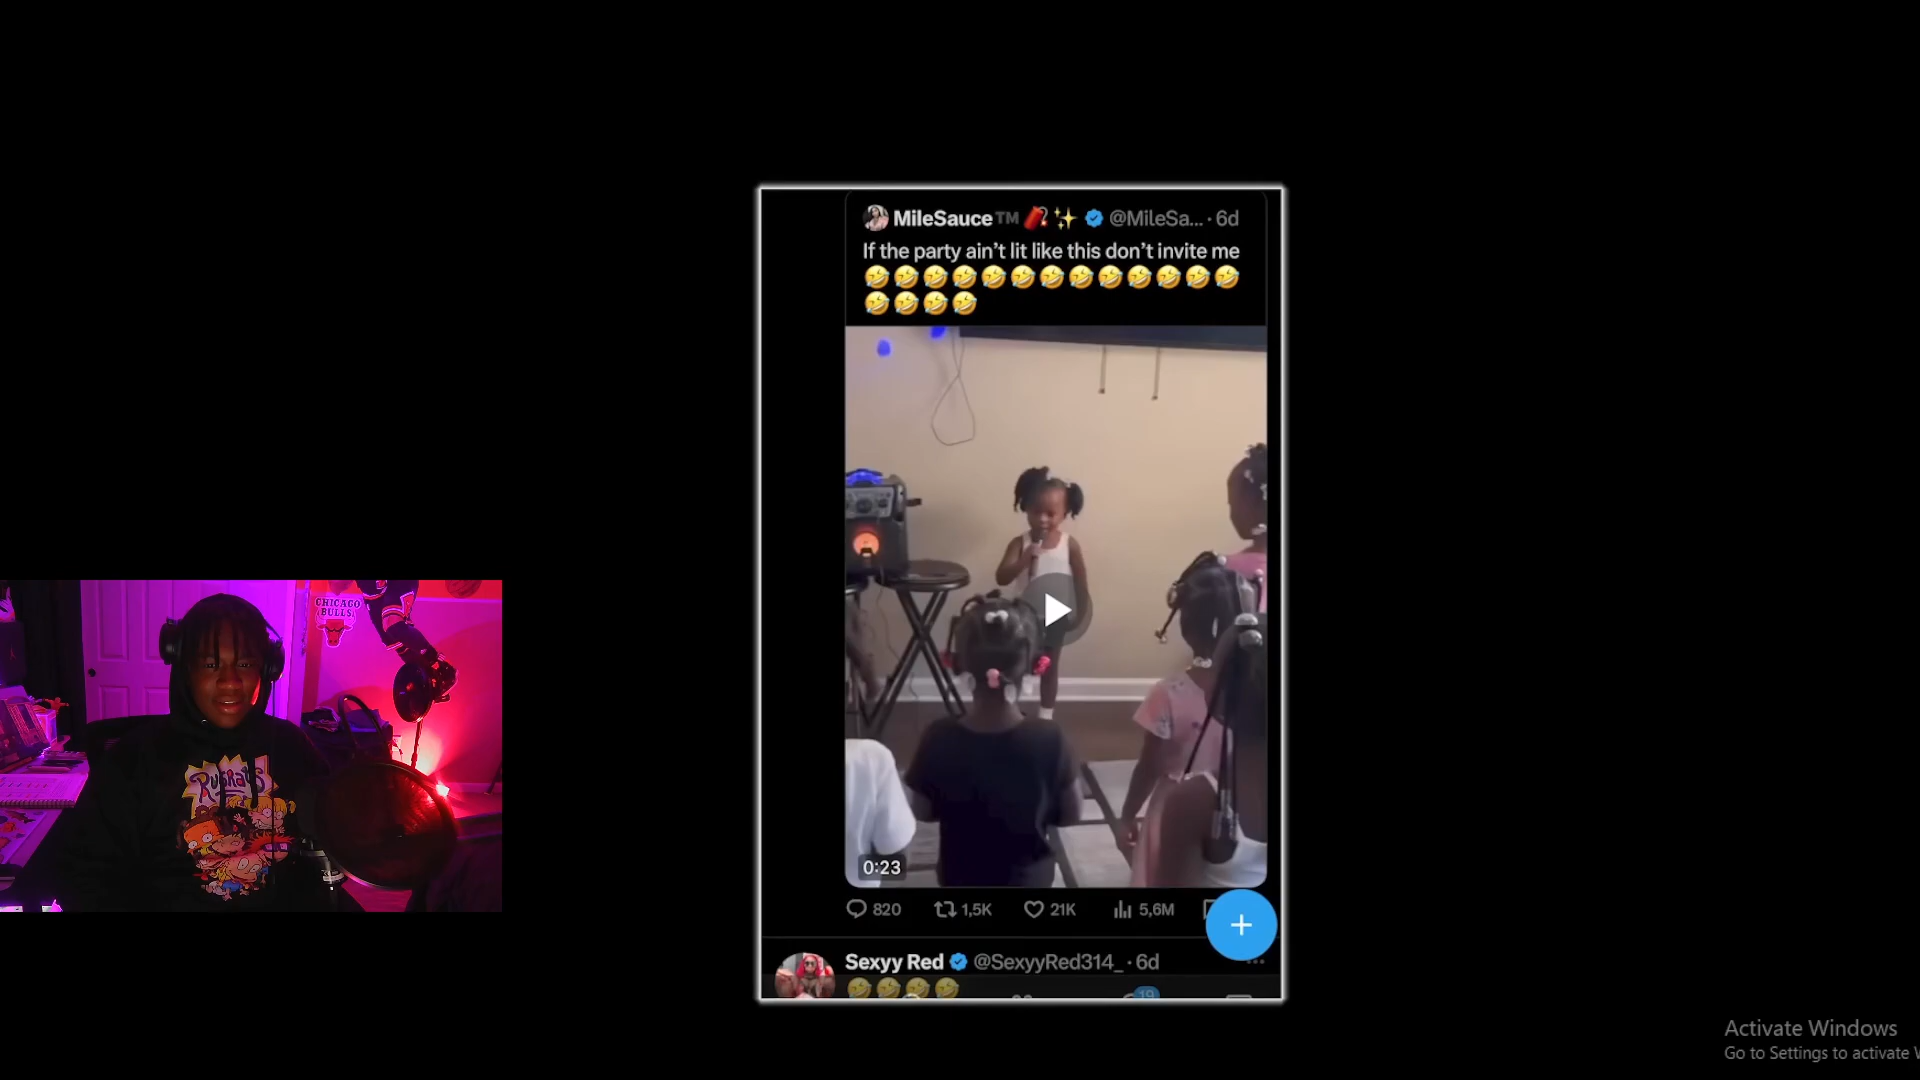 MileSauce™ 🧨✨ @MileSa... · 6d
If the party ain't lit like this don't invite me
🤣🤣🤣🤣🤣🤣🤣🤣🤣🤣🤣🤣🤣
🤣🤣🤣🤣
0:23
820 1,5K 21K 5,6M
Sexyy Red @SexyyRed314_ · 6d
🤣🤣🤣🤣
19
CHICAGO
BULLS
RUGRATS
Activate Windows
Go to Settings to activate